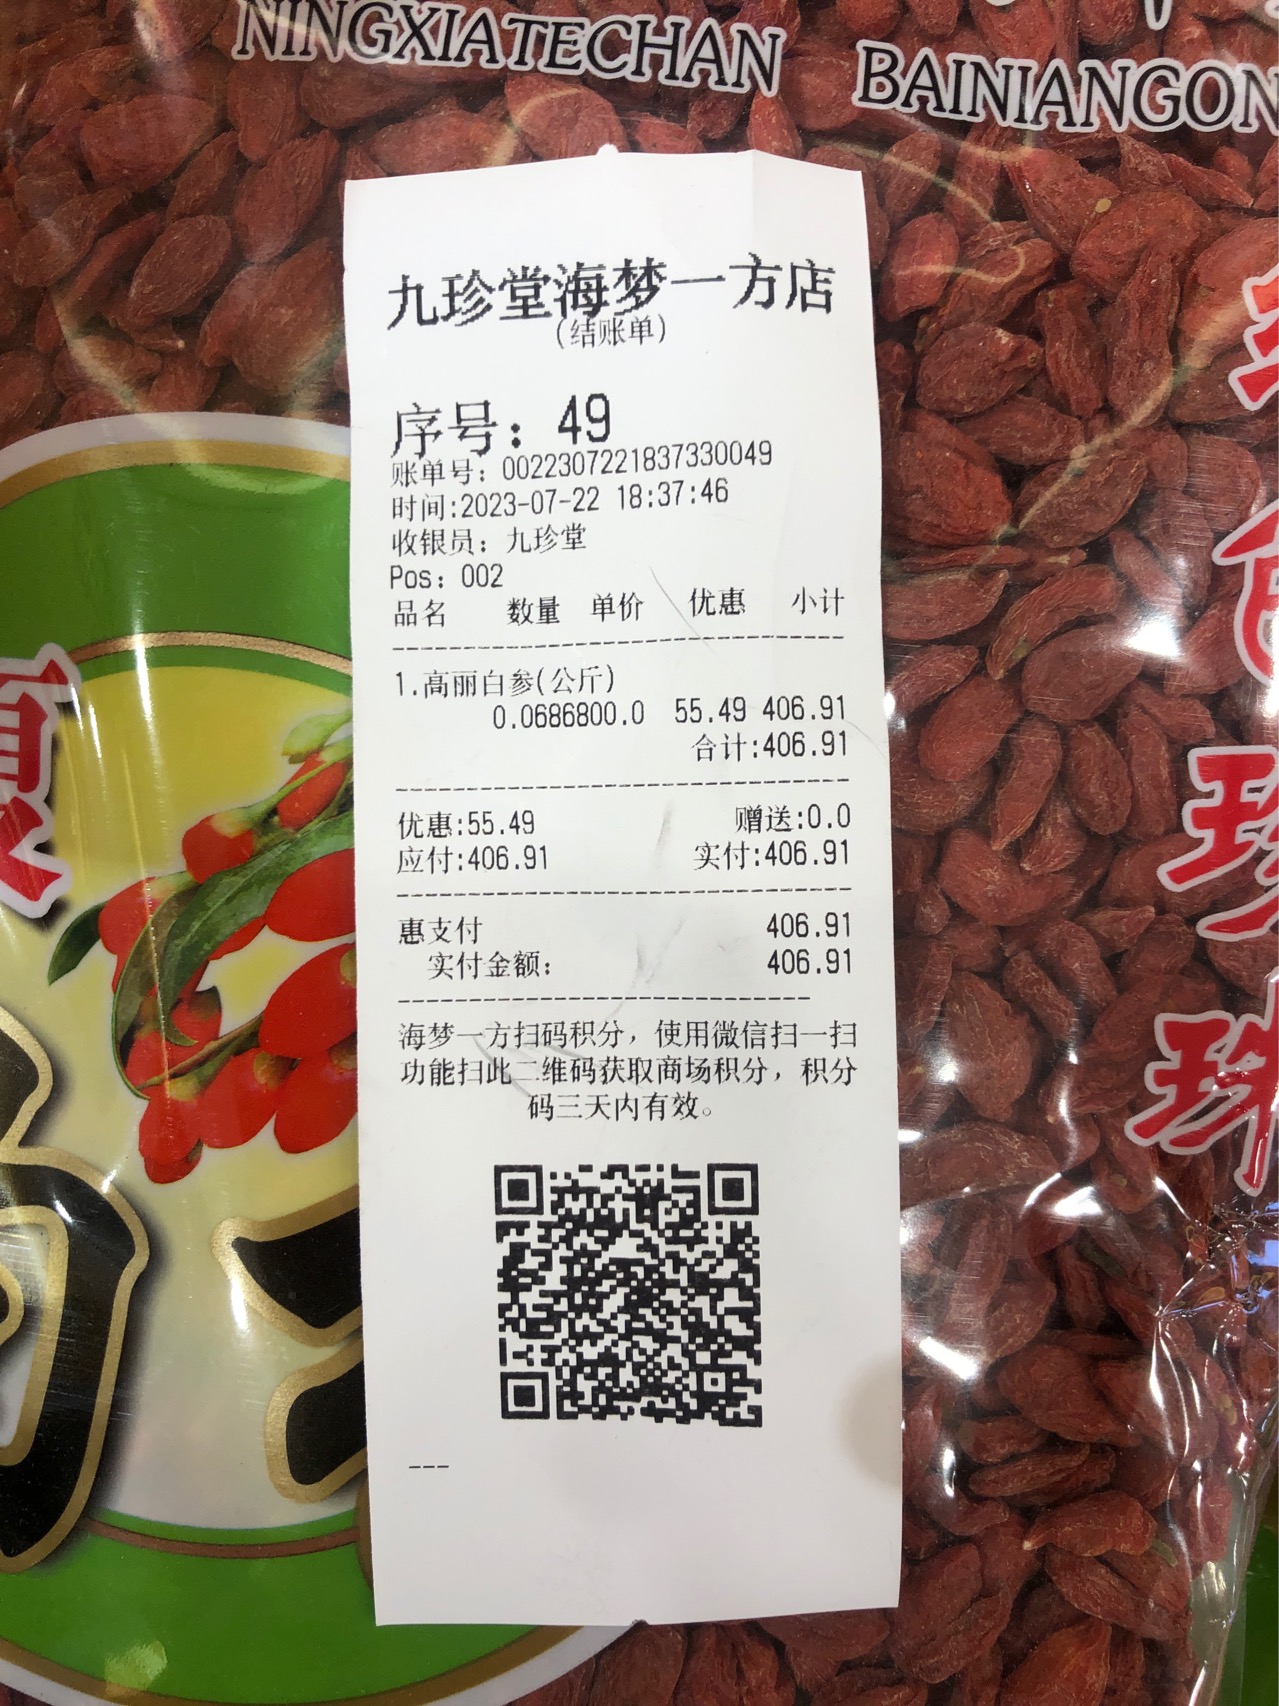 NINGXIATECHAN BAINIANGON
九珍堂海梦一方店
(结账单)
序号：49
账单号：0022307221837330049
时间:2023-07-22 18:37:46
收银员：九珍堂
Pos：002
品名 数量 单价 优惠 小计
1.高丽白参(公斤)
0.0686800.0 55.49 406.91
合计:406.91
优惠:55.49 赠送:0.0
应付:406.91 实付:406.91
惠支付 406.91
实付金额： 406.91
海梦一方扫码积分，使用微信扫一扫
功能扫此二维码获取商场积分，积分
码三天内有效。
---